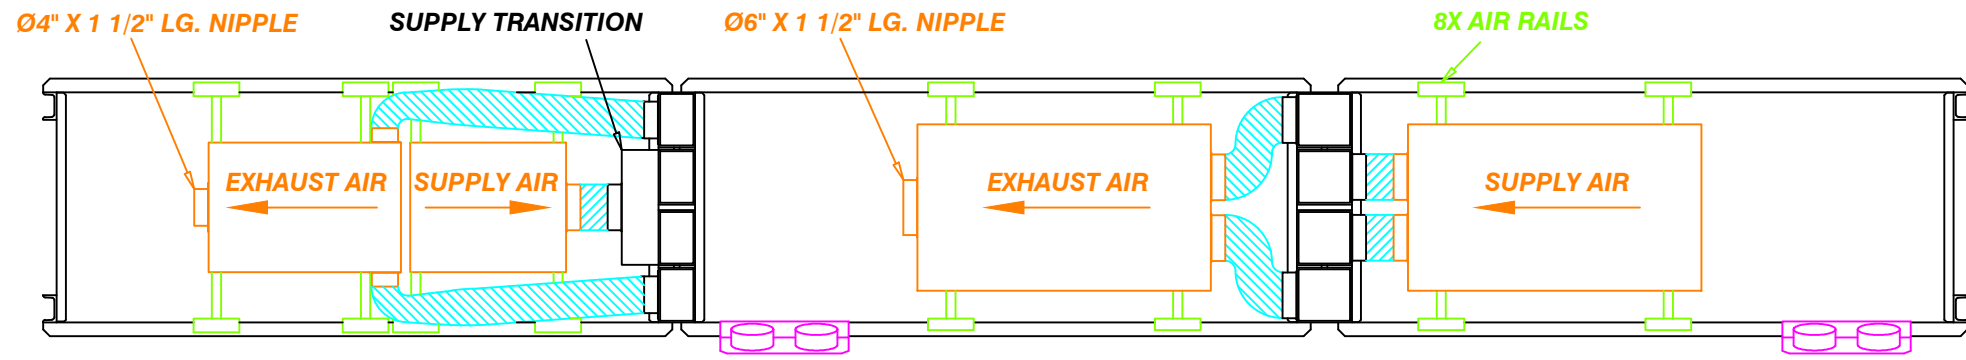 Ø4" X 1 1/2" LG. NIPPLE
SUPPLY TRANSITION
Ø6" X 1 1/2" LG. NIPPLE
8X AIR RAILS
EXHAUST AIR
SUPPLY AIR
EXHAUST AIR
SUPPLY AIR